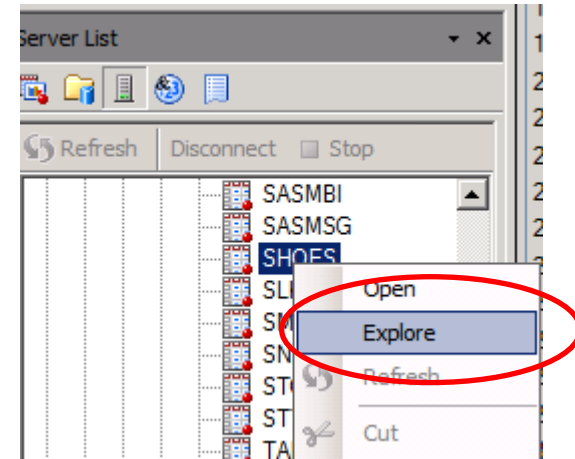 Server List
Refresh Disconnect Stop
SASMBI
SASMSG
SHOES
Open
Explore
Refresh
Cut